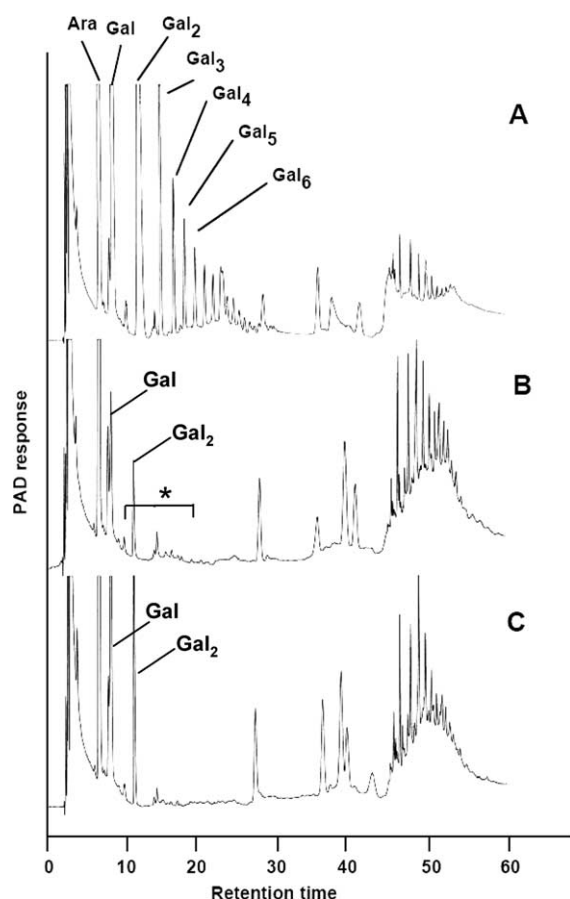 Ara Gal Gal₂
Gal₃
Gal₄
Gal₅
Gal₆
A
PAD response
B
Gal
Gal₂
*
C
Gal
Gal₂
0 10 20 30 40 50 60
Retention time